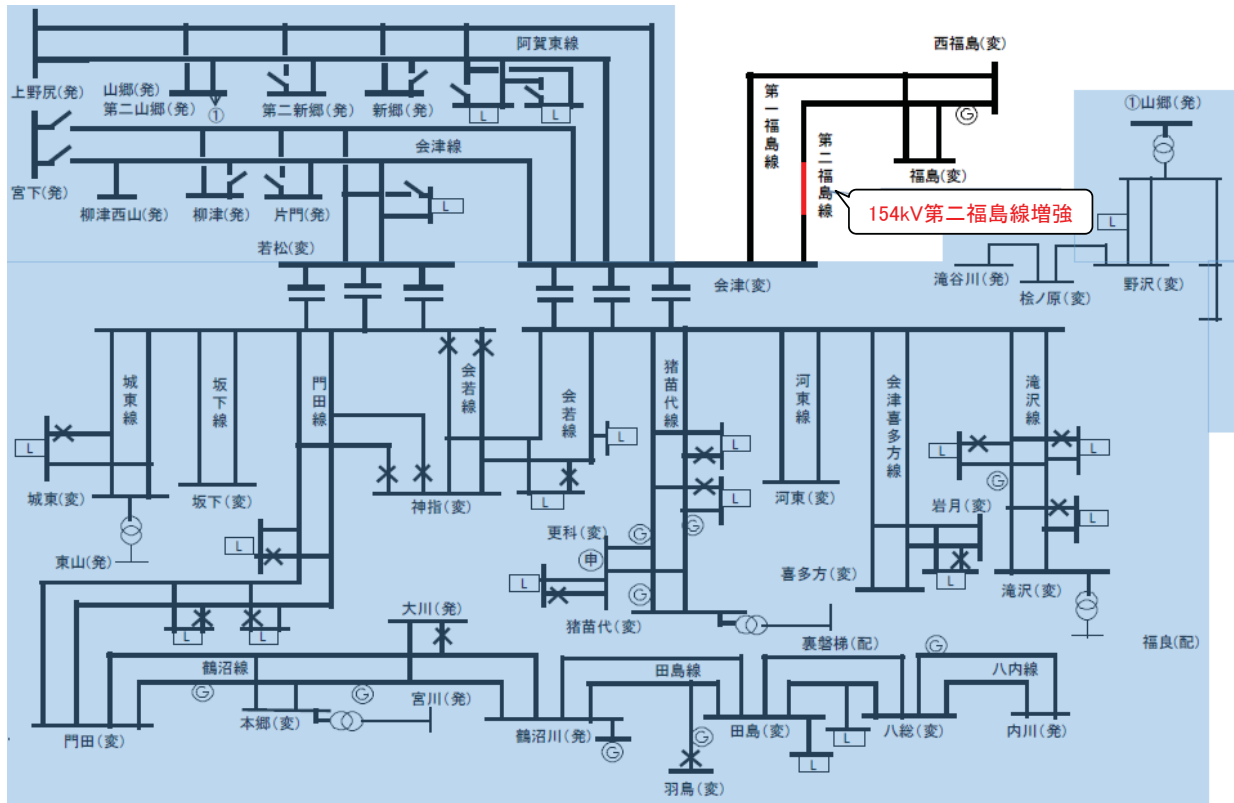 阿賀東線
西福島(変)
上野尻(発)
山郷(発)
第二山郷(発)
①
第二新郷(発)
新郷(発)
L
L
第一福島線
第二福島線
G
①山郷(発)
会津線
福島(変)
154kV第二福島線増強
宮下(発)
柳津西山(発)
柳津(発)
片門(発)
L
L
若松(変)
会津(変)
滝谷川(発)
桧ノ原(変)
野沢(変)
城東線
坂下線
門田線
会若線
会若線
猪苗代線
河東線
会津喜多方線
滝沢線
L
L
L
L
L
L
城東(変)
坂下(変)
神指(変)
L
河東(変)
G
岩月(変)
L
東山(発)
L
更科(変)
G
G
申
喜多方(変)
L
滝沢(変)
L
G
L
L
大川(発)
猪苗代(変)
裏磐梯(配)
福良(配)
鶴沼線
田島線
G
八内線
G
G
宮川(発)
本郷(変)
門田(変)
鶴沼川(発)
G
G
田島(変)
L
八総(変)
内川(発)
L
羽鳥(変)